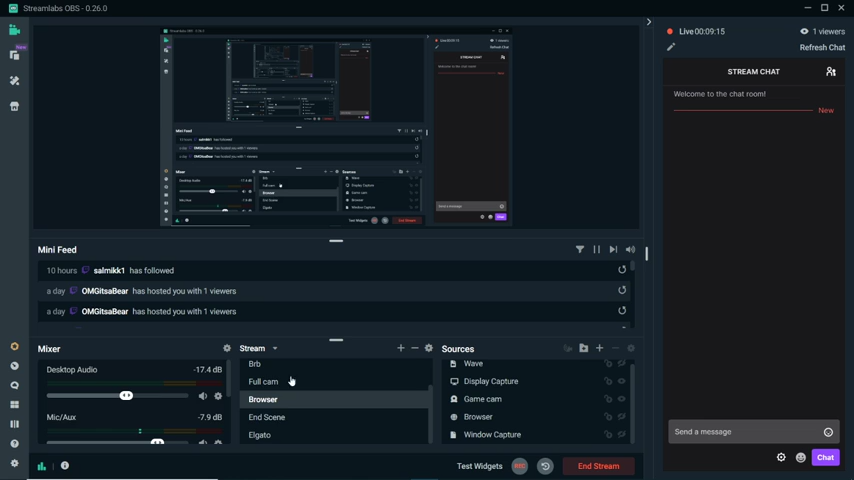 Streamlabs OBS - 0.26.0
Live 00:09:15
1 viewers
Refresh Chat
STREAM CHAT
Welcome to the chat room!
New
Mini Feed
10 hours salmikk1 has followed
a day OMGitsaBear has hosted you with 1 viewers
a day OMGitsaBear has hosted you with 1 viewers
Mixer
Desktop Audio -17.4 dB
Mic/Aux -7.9 dB
Stream
Brb
Full cam
Browser
End Scene
Elgato
Sources
Wave
Display Capture
Game cam
Browser
Window Capture
Send a message
Chat
Test Widgets
REC
End Stream